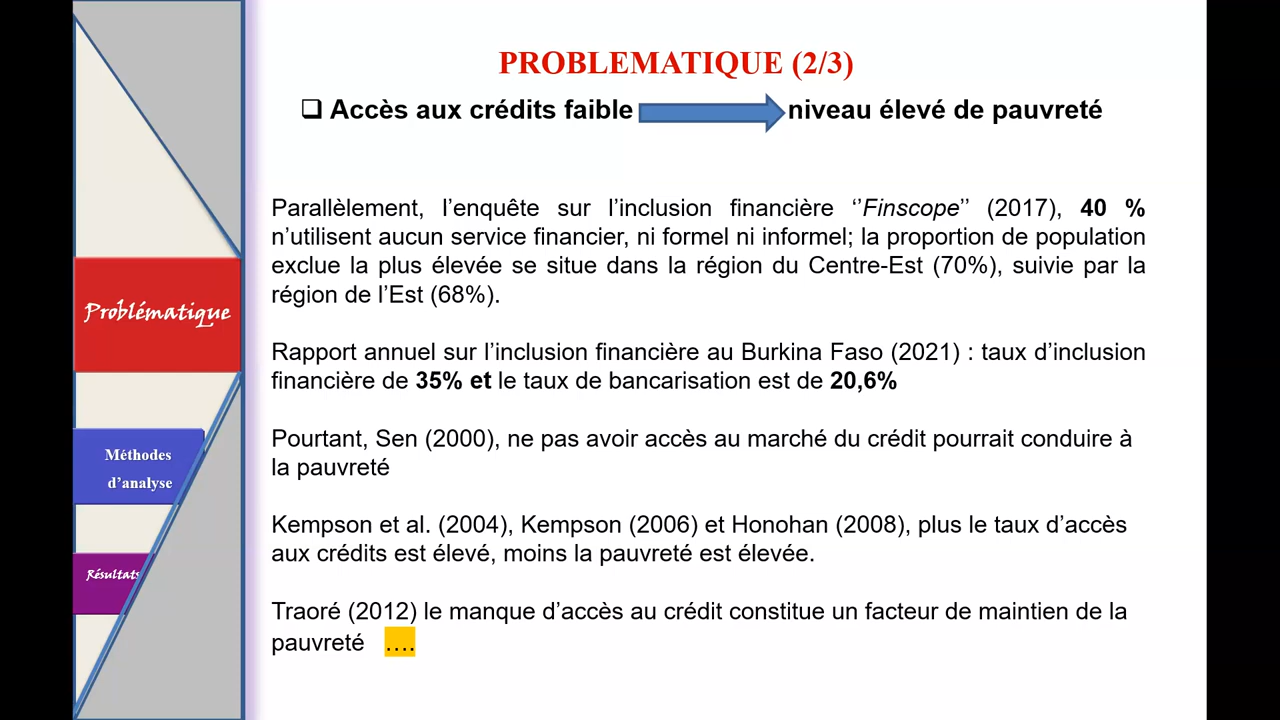 PROBLEMATIQUE (2/3)
❑ Accès aux crédits faible niveau élevé de pauvreté
Parallèlement, l’enquête sur l’inclusion financière ‘’Finscope’’ (2017), 40 %
n’utilisent aucun service financier, ni formel ni informel; la proportion de population
exclue la plus élevée se situe dans la région du Centre-Est (70%), suivie par la
région de l’Est (68%).
Rapport annuel sur l’inclusion financière au Burkina Faso (2021) : taux d’inclusion
financière de 35% et le taux de bancarisation est de 20,6%
Pourtant, Sen (2000), ne pas avoir accès au marché du crédit pourrait conduire à
la pauvreté
Kempson et al. (2004), Kempson (2006) et Honohan (2008), plus le taux d’accès
aux crédits est élevé, moins la pauvreté est élevée.
Traoré (2012) le manque d’accès au crédit constitue un facteur de maintien de la
pauvreté ….
Problématique
Méthodes
d’analyse
Résultats